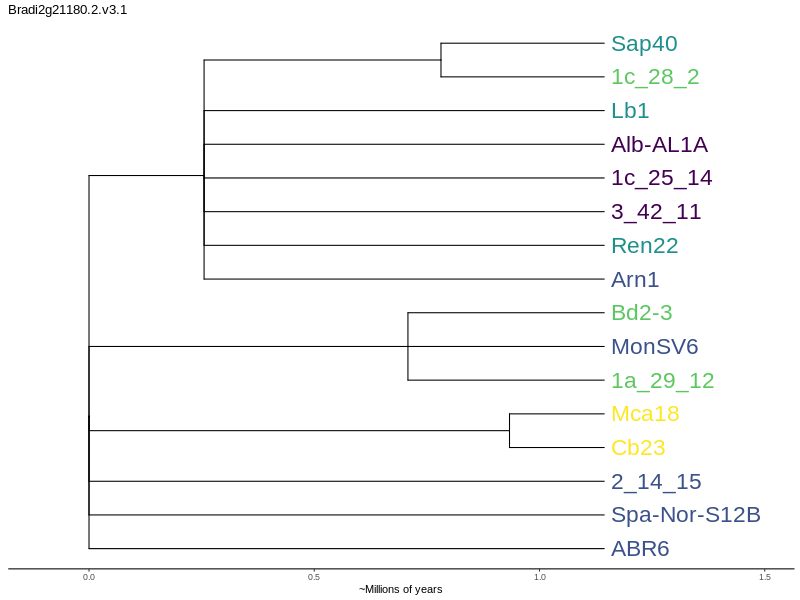 Bradi2g21180.2.v3.1
Sap40
1c_28_2
Lb1
Alb-AL1A
1c_25_14
3_42_11
Ren22
Arn1
Bd2-3
MonSV6
1a_29_12
Mca18
Cb23
2_14_15
Spa-Nor-S12B
ABR6
0.0 0.5 1.0 1.5
~Millions of years